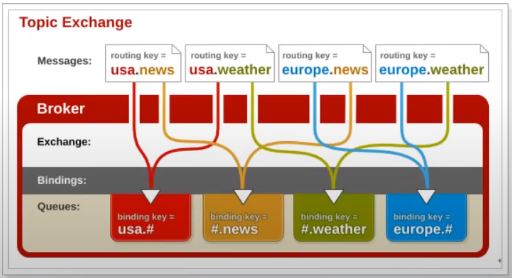 Topic Exchange
Messages:
routing key =
usa.news
routing key =
usa.weather
routing key =
europe.news
routing key =
europe.weather
Broker
Exchange:
Bindings:
Queues:
binding key =
usa.#
binding key =
#.news
binding key =
#.weather
binding key =
europe.#